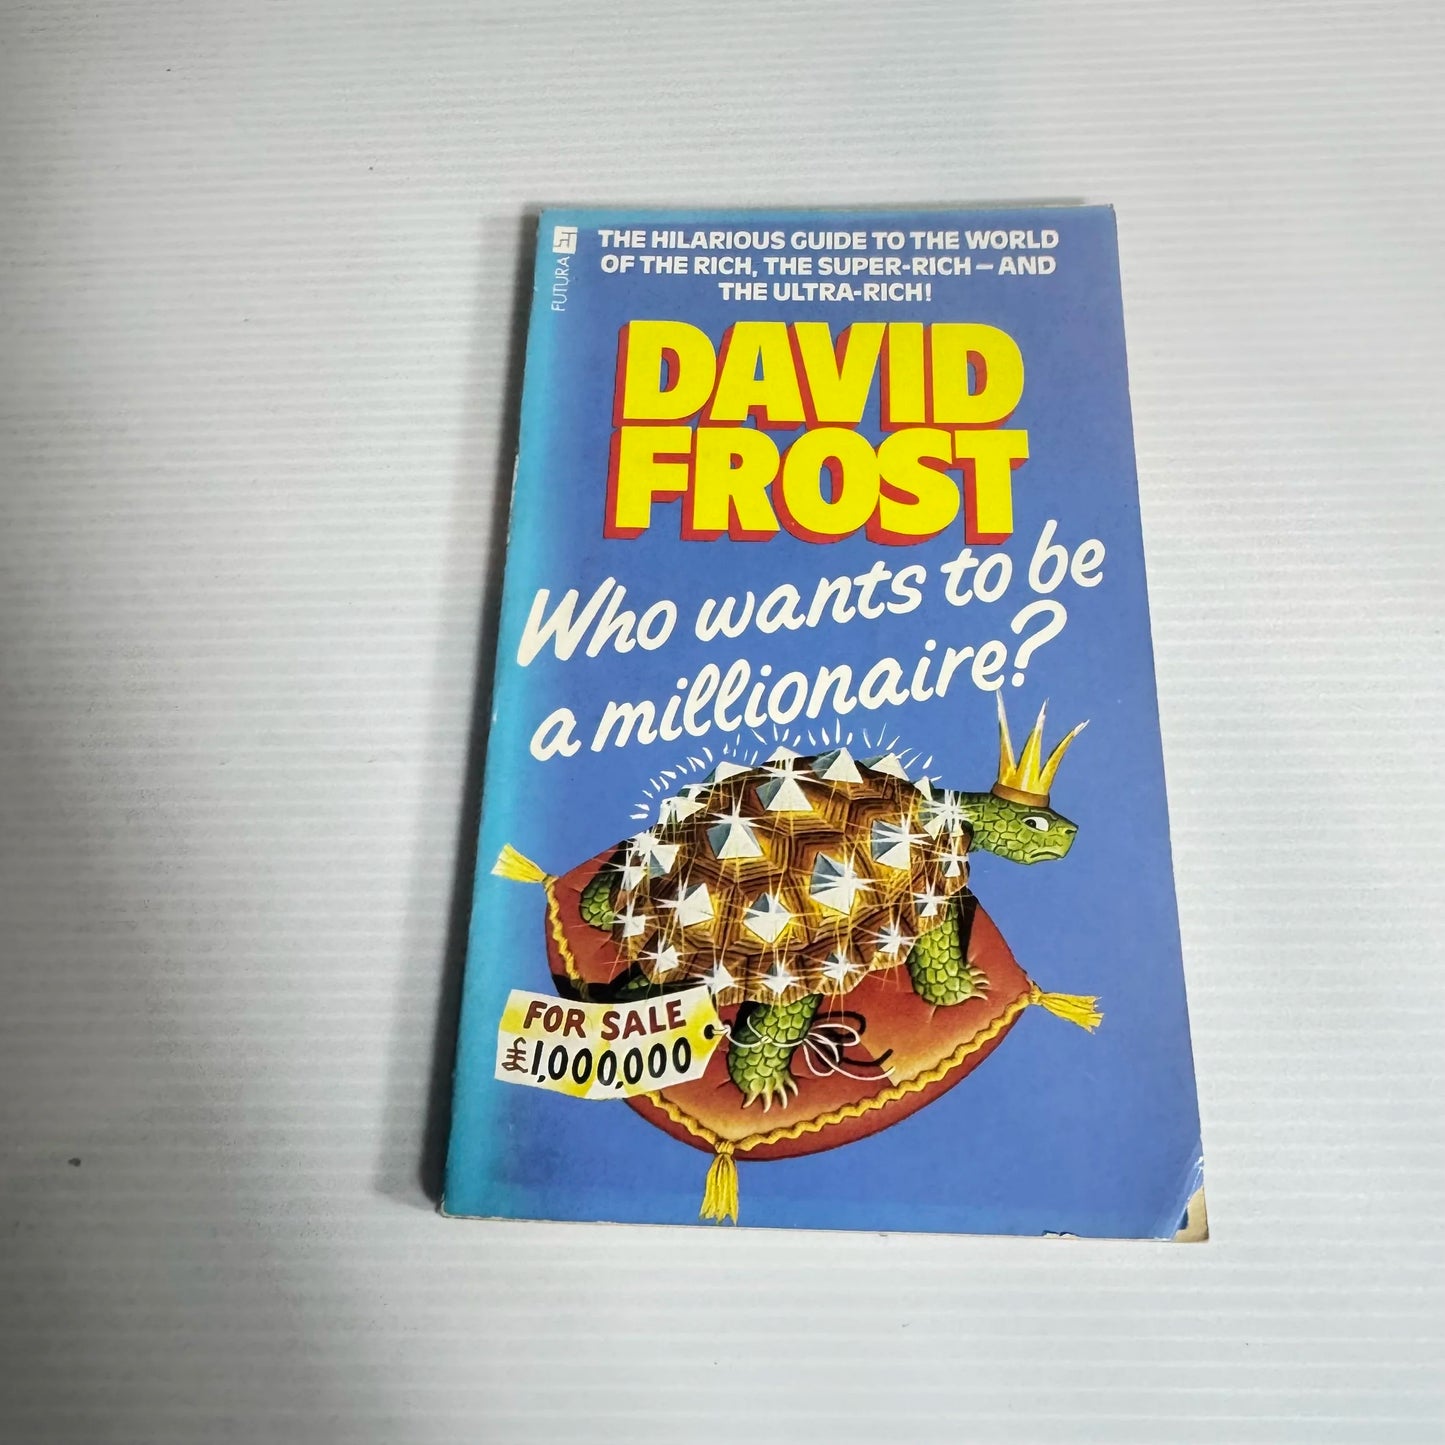 FUTURA
THE HILARIOUS GUIDE TO THE WORLD
OF THE RICH, THE SUPER-RICH – AND
THE ULTRA-RICH!
DAVID
FROST
Who wants to be
a millionaire?
FOR SALE
£1,000,000